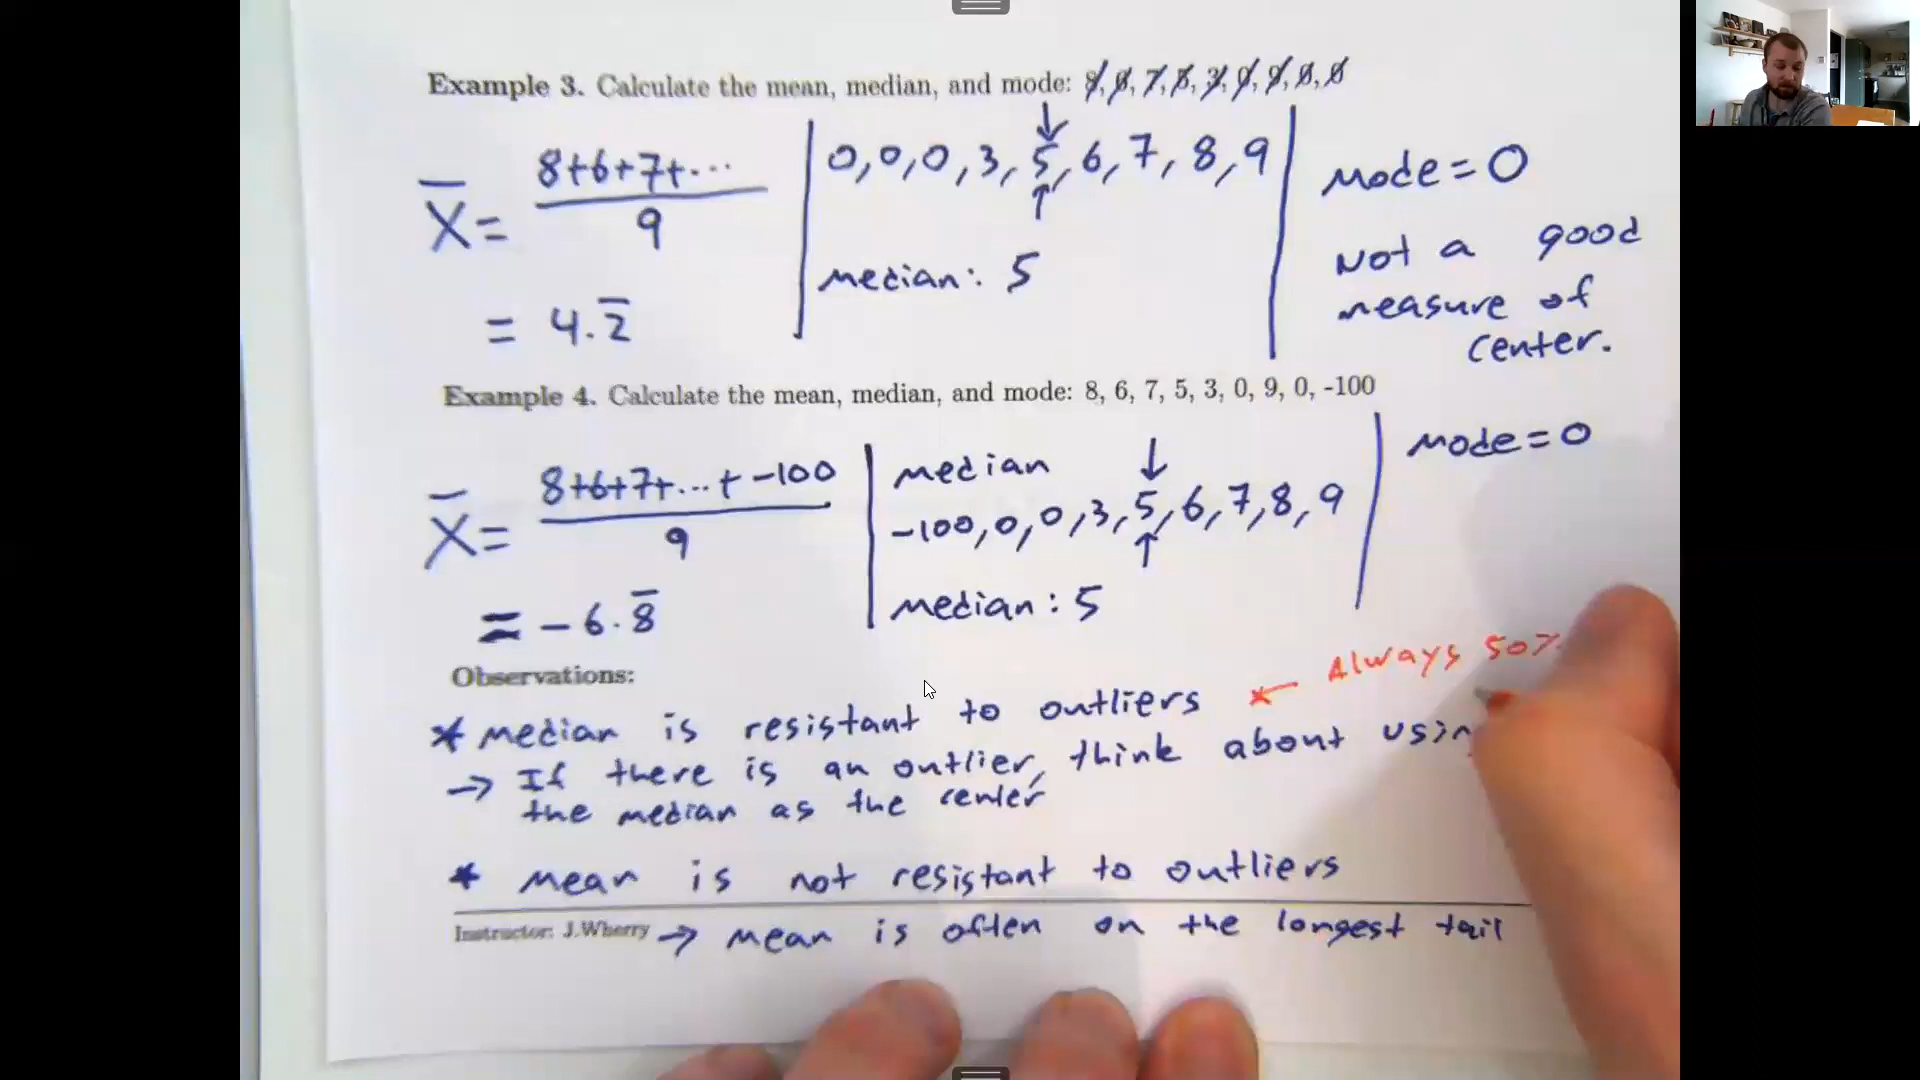 Example 3. Calculate the mean, median, and mode: 8, 6, 7, 5, 3, 0, 9, 0, 0
X̄ = 8+6+7+... / 9
= 4.2̅
0, 0, 0, 3, 5, 6, 7, 8, 9
median: 5
mode = 0
Not a good
measure of
center.
Example 4. Calculate the mean, median, and mode: 8, 6, 7, 5, 3, 0, 9, 0, -100
X̄ = 8+6+7+...+ -100 / 9
= -6.8̅
median
-100, 0, 0, 3, 5, 6, 7, 8, 9
median: 5
mode = 0
Observations:
* median is resistant to outliers
* ← Always 50%
→ If there is an outlier, think about using
the median as the center
* mean is not resistant to outliers
Instructor: J.Wherry
→ mean is often on the longest tail